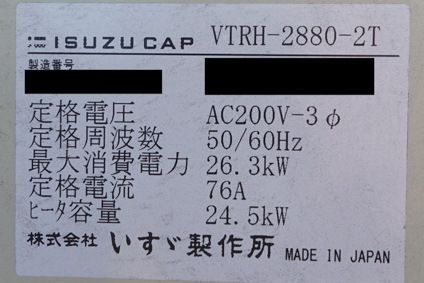 ISUZU CAP VTRH-2880-2T
製造番号
定格電圧 AC200V-3φ
定格周波数 50/60Hz
最大消費電力 26.3kW
定格電流 76A
ﾋｰﾀ容量 24.5kW
株式会社 いすゞ製作所 MADE IN JAPAN